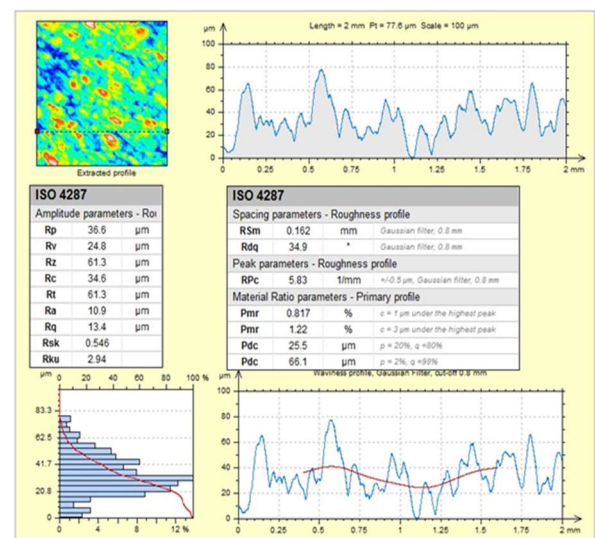 Length = 2 mm Pt = 77.6 µm Scale = 100 µm
µm
100
80
60
40
20
0
0 0.25 0.5 0.75 1 1.25 1.5 1.75 2 mm
Extracted profile
ISO 4287
Amplitude parameters - Rou
Rp 36.6 µm
Rv 24.8 µm
Rz 61.3 µm
Rc 34.6 µm
Rt 61.3 µm
Ra 10.9 µm
Rq 13.4 µm
Rsk 0.546
Rku 2.94
ISO 4287
Spacing parameters - Roughness profile
RSm 0.162 mm Gaussian filter, 0.8 mm
Rdq 34.9 ° Gaussian filter, 0.8 mm
Peak parameters - Roughness profile
RPc 5.83 1/mm +/-0.5 µm, Gaussian filter, 0.8 mm
Material Ratio parameters - Primary profile
Pmr 0.817 % c = 1 µm under the highest peak
Pmr 1.22 % c = 3 µm under the highest peak
Pdc 25.5 µm p = 20%, q =80%
Pdc 66.1 µm p = 2%, q =98%
µm 0 20 40 60 80 100 %
83.3
62.5
41.7
20.8
0
0 4 8 12 %
Waviness profile, Gaussian Filter, cut-off 0.8 mm
µm
100
80
60
40
20
0
0 0.25 0.5 0.75 1 1.25 1.5 1.75 2 mm